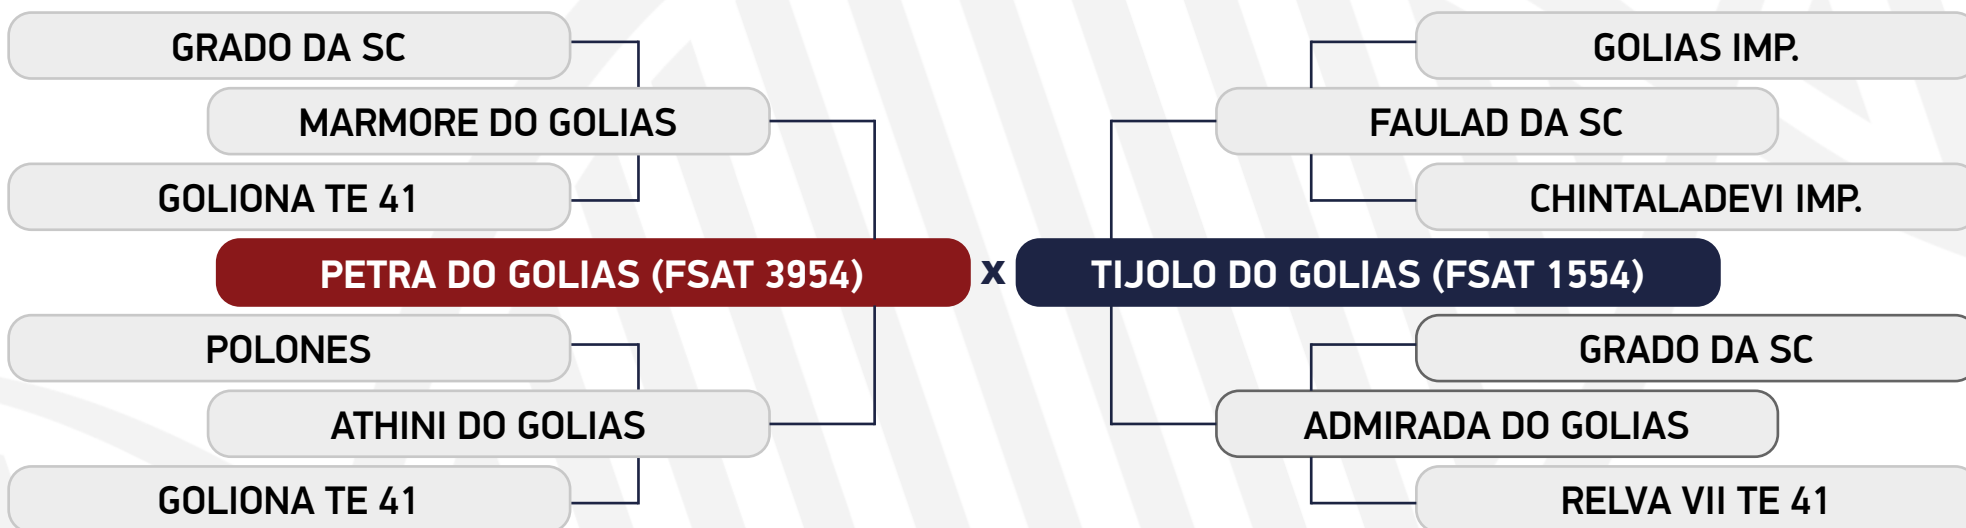 GRADO DA SC
MARMORE DO GOLIAS
GOLIONA TE 41
PETRA DO GOLIAS (FSAT 3954)
POLONES
ATHINI DO GOLIAS
GOLIONA TE 41
x
GOLIAS IMP.
FAULAD DA SC
CHINTALADEVI IMP.
TIJOLO DO GOLIAS (FSAT 1554)
GRADO DA SC
ADMIRADA DO GOLIAS
RELVA VII TE 41